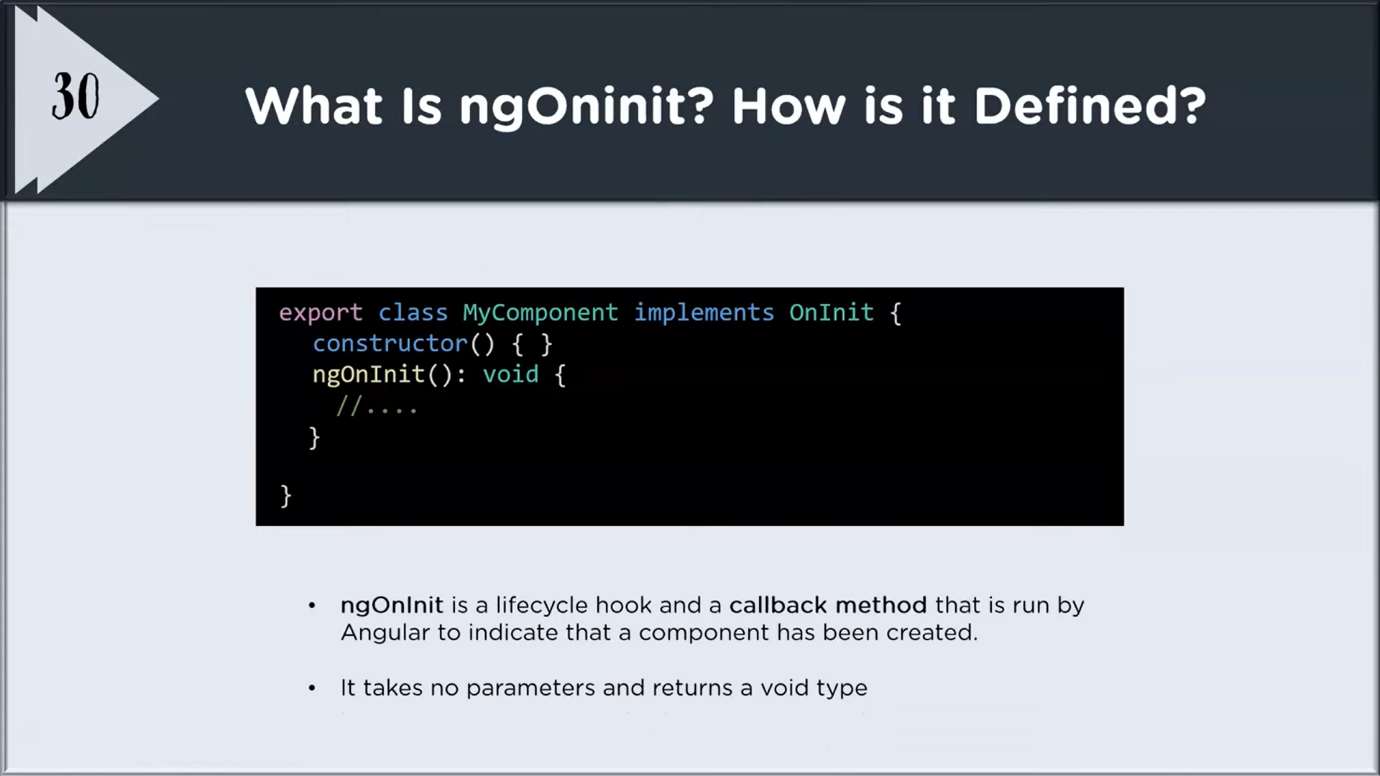 30
What Is ngOninit? How is it Defined?
export class MyComponent implements OnInit {
constructor() { }
ngOnInit(): void {
//....
}
}
• ngOnInit is a lifecycle hook and a callback method that is run by
Angular to indicate that a component has been created.
• It takes no parameters and returns a void type